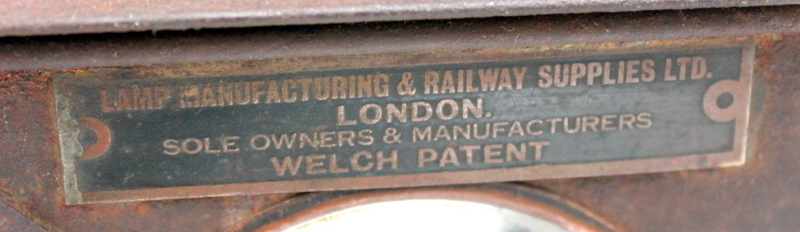 LAMP MANUFACTURING & RAILWAY SUPPLIES LTD.
LONDON.
SOLE OWNERS & MANUFACTURERS
WELCH PATENT